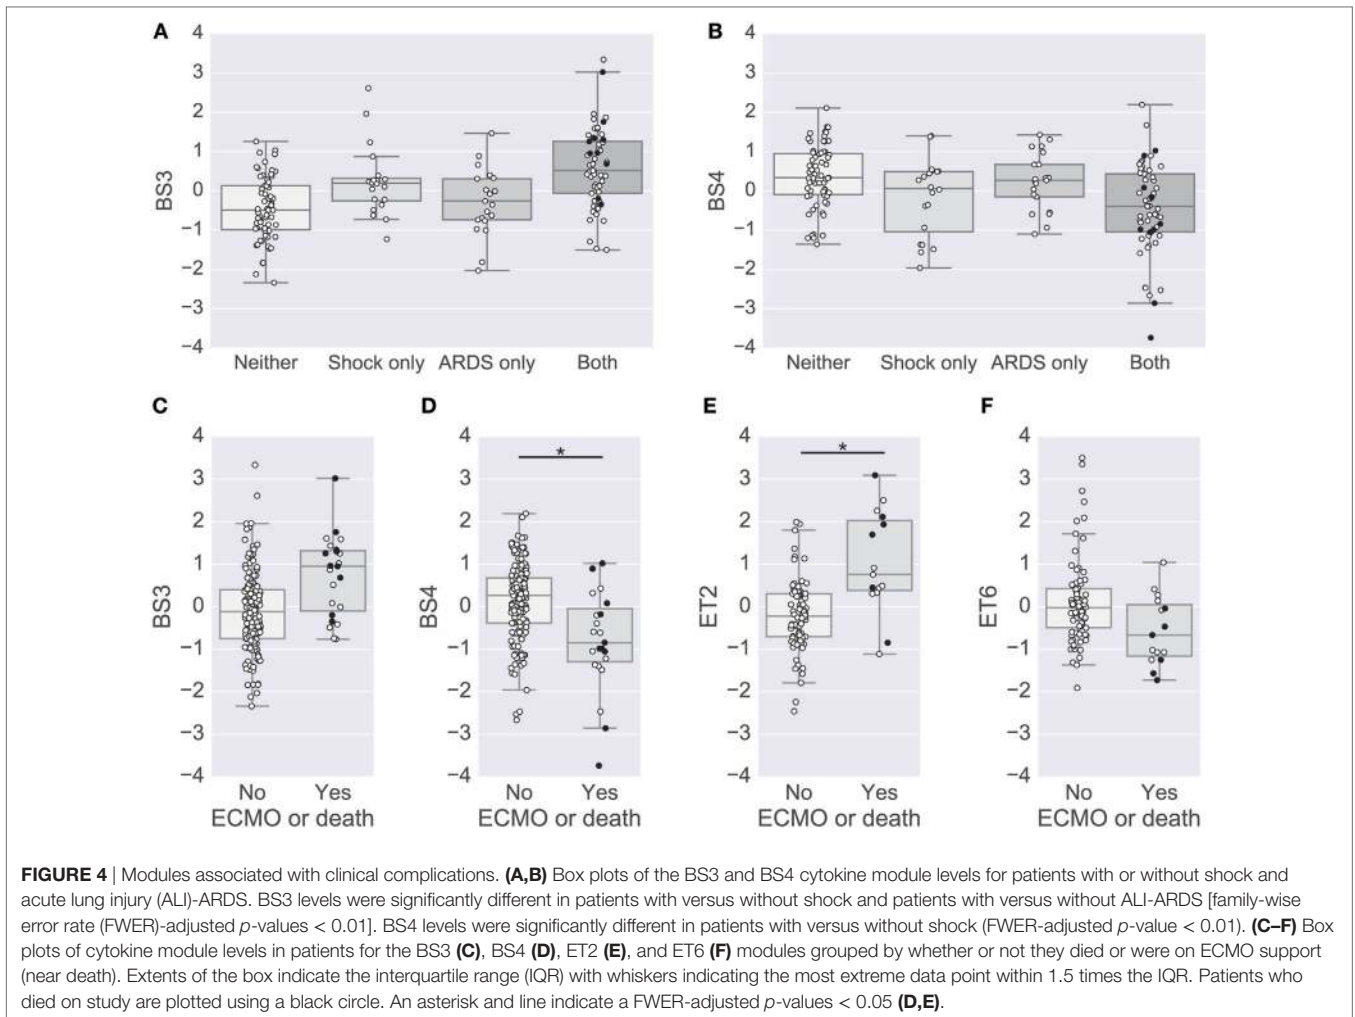 A
B
4
3
2
1
0
−1
−2
−3
−4
BS3
Neither
Shock only
ARDS only
Both
4
3
2
1
0
−1
−2
−3
−4
BS4
Neither
Shock only
ARDS only
Both
C
D
E
F
4
3
2
1
0
−1
−2
−3
−4
BS3
No
Yes
ECMO or death
4
3
2
1
0
−1
−2
−3
−4
BS4
*
No
Yes
ECMO or death
4
3
2
1
0
−1
−2
−3
−4
ET2
*
No
Yes
ECMO or death
4
3
2
1
0
−1
−2
−3
−4
ET6
No
Yes
ECMO or death
FIGURE 4 | Modules associated with clinical complications. (A,B) Box plots of the BS3 and BS4 cytokine module levels for patients with or without shock and
acute lung injury (ALI)-ARDS. BS3 levels were significantly different in patients with versus without shock and patients with versus without ALI-ARDS [family-wise
error rate (FWER)-adjusted p-values < 0.01]. BS4 levels were significantly different in patients with versus without shock (FWER-adjusted p-value < 0.01). (C–F) Box
plots of cytokine module levels in patients for the BS3 (C), BS4 (D), ET2 (E), and ET6 (F) modules grouped by whether or not they died or were on ECMO support
(near death). Extents of the box indicate the interquartile range (IQR) with whiskers indicating the most extreme data point within 1.5 times the IQR. Patients who
died on study are plotted using a black circle. An asterisk and line indicate a FWER-adjusted p-values < 0.05 (D,E).